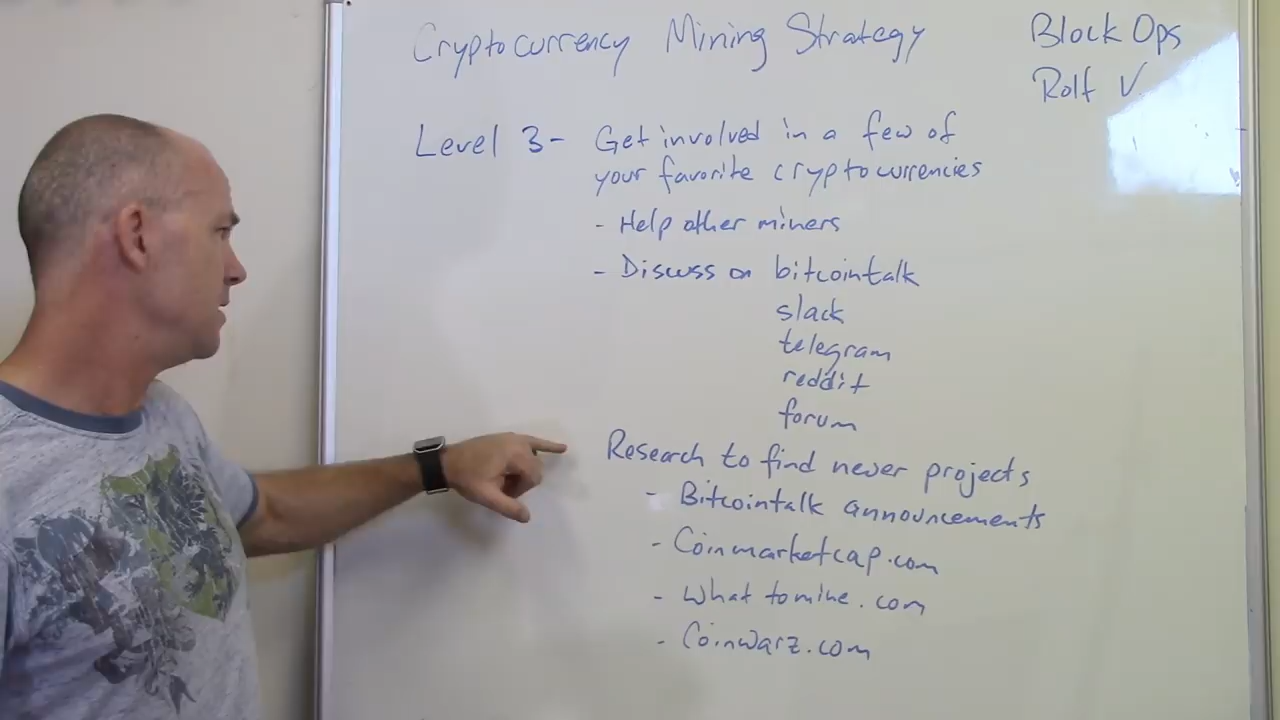 Cryptocurrency Mining Strategy
Block Ops
Rolf V.
Level 3- Get involved in a few of
your favorite cryptocurrencies
- Help other miners
- Discuss on bitcointalk
slack
telegram
reddit
forum
Research to find newer projects
- Bitcointalk announcements
- Coinmarketcap.com
- Whattomine.com
- Coinwarz.com